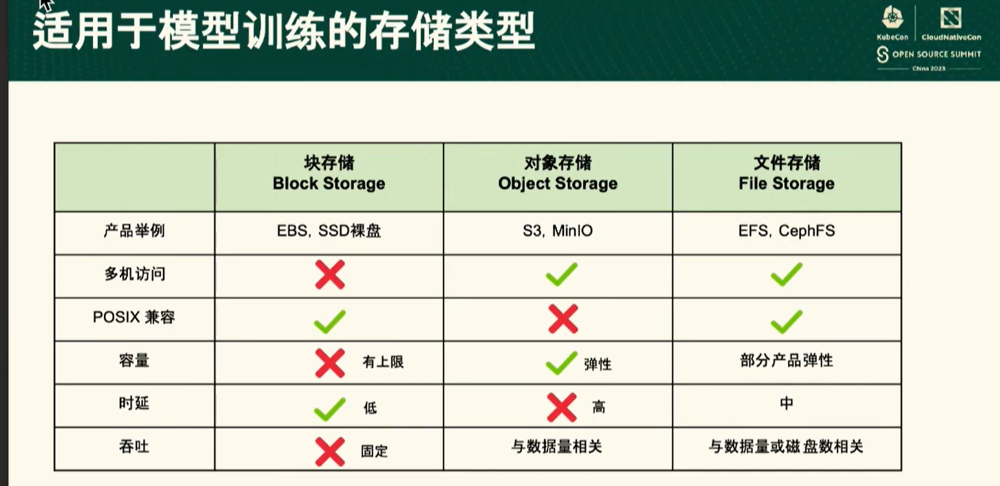 适用于模型训练的存储类型
KubeCon CloudNativeCon
OPEN SOURCE SUMMIT
China 2023
块存储 对象存储 文件存储
Block Storage Object Storage File Storage
产品举例 EBS, SSD裸盘 S3, MinIO EFS, CephFS
多机访问
POSIX 兼容
容量 有上限 弹性 部分产品弹性
时延 低 高 中
吞吐 固定 与数据量相关 与数据量或磁盘数相关